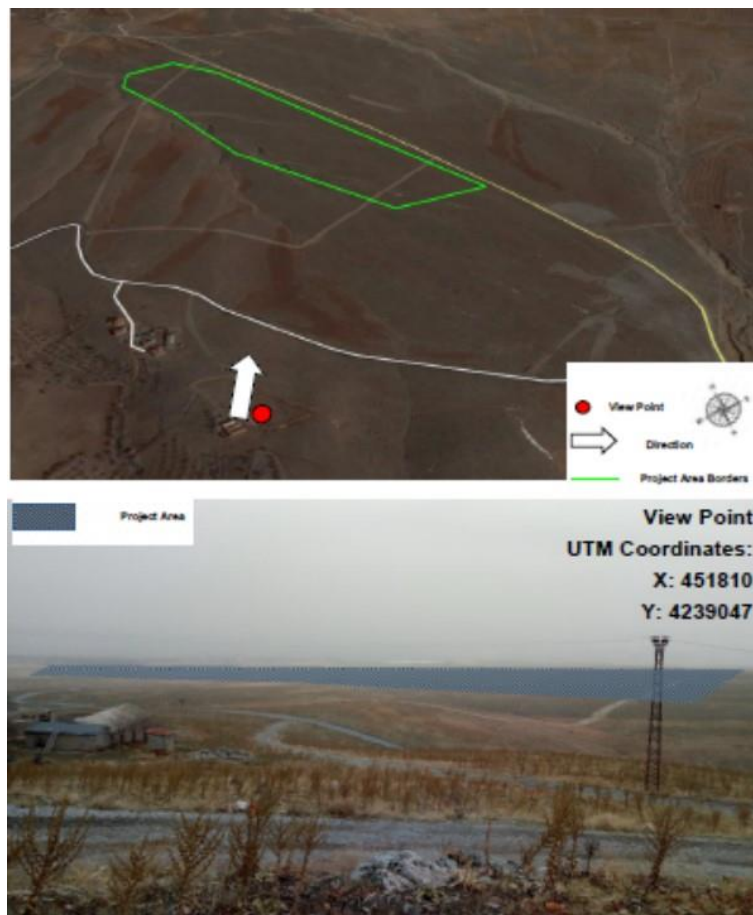 View Point
Direction
Project Area Borders
Project Area
View Point
UTM Coordinates:
X: 451810
Y: 4239047